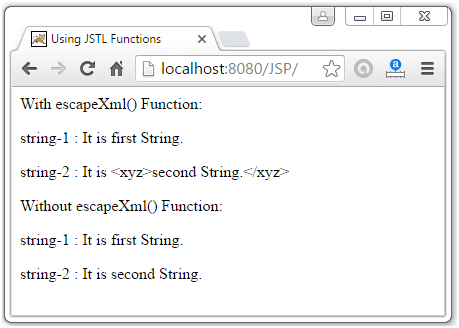 Using JSTL Functions
localhost:8080/JSP/
With escapeXml() Function:
string-1 : It is first String.
string-2 : It is <xyz>second String.</xyz>
Without escapeXml() Function:
string-1 : It is first String.
string-2 : It is second String.